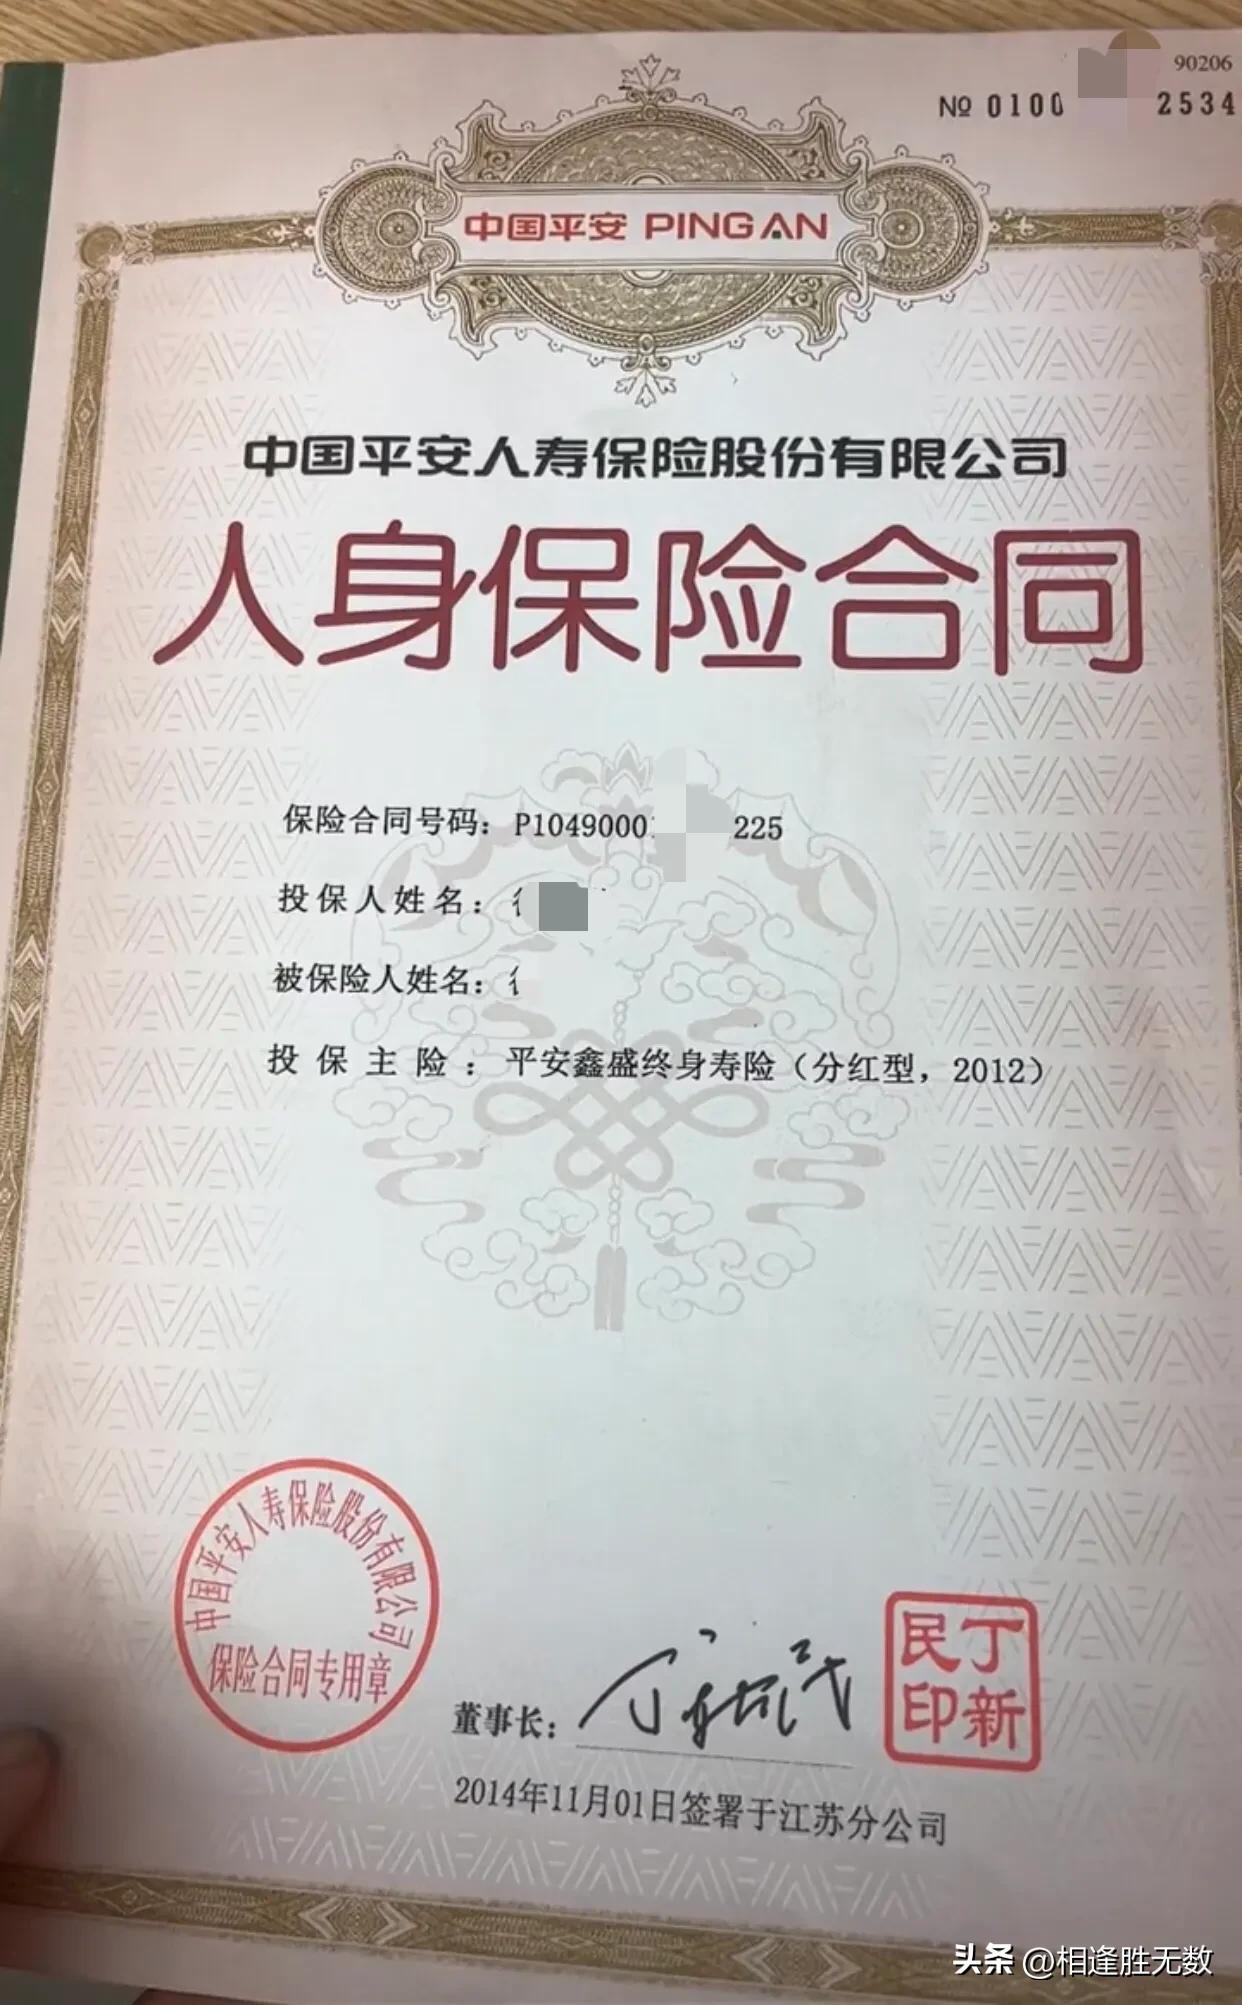 90206
№ 0100 2534
中国平安 PINGAN
中国平安人寿保险股份有限公司
人身保险合同
保险合同号码：P1049000 225
投保人姓名：
被保险人姓名：
投保主险：平安鑫盛终身寿险（分红型，2012）
中国平安人寿保险股份有限公司
保险合同专用章
董事长：
丁新民印
2014年11月01日签署于江苏分公司
头条 @相逢胜无数